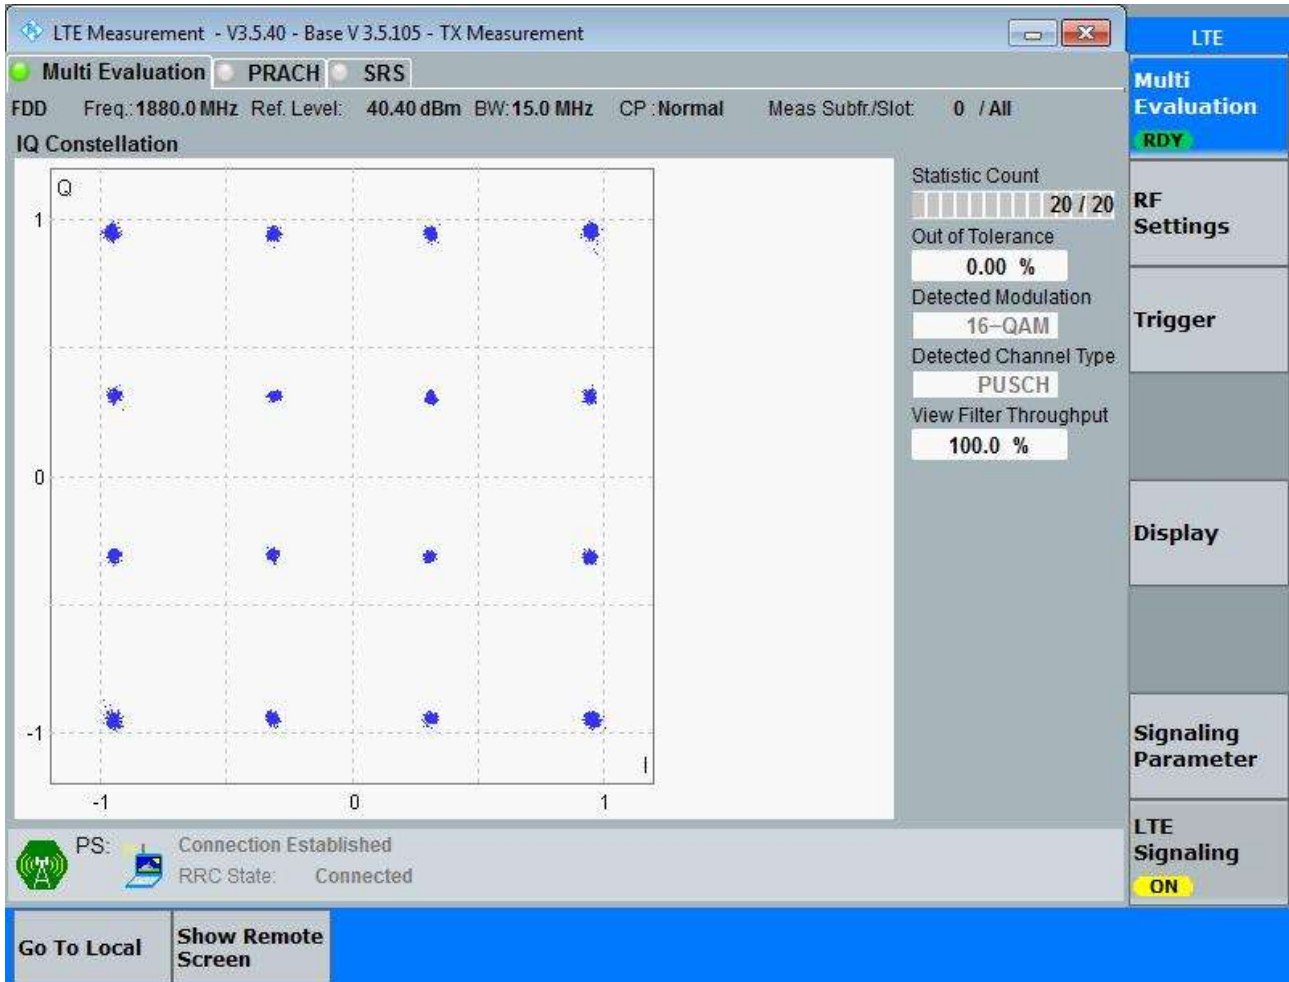 LTE Measurement - V3.5.40 - Base V 3.5.105 - TX Measurement
LTE
Multi Evaluation PRACH SRS
FDD Freq.:1880.0 MHz Ref. Level: 40.40 dBm BW:15.0 MHz CP :Normal Meas Subfr./Slot: 0 / All
IQ Constellation
Q
1
0
-1
I
-1 0 1
Statistic Count
20 / 20
Out of Tolerance
0.00 %
Detected Modulation
16-QAM
Detected Channel Type
PUSCH
View Filter Throughput
100.0 %
Multi
Evaluation
RDY
RF
Settings
Trigger
Display
Signaling
Parameter
LTE
Signaling
ON
PS: Connection Established
RRC State: Connected
Go To Local
Show Remote
Screen